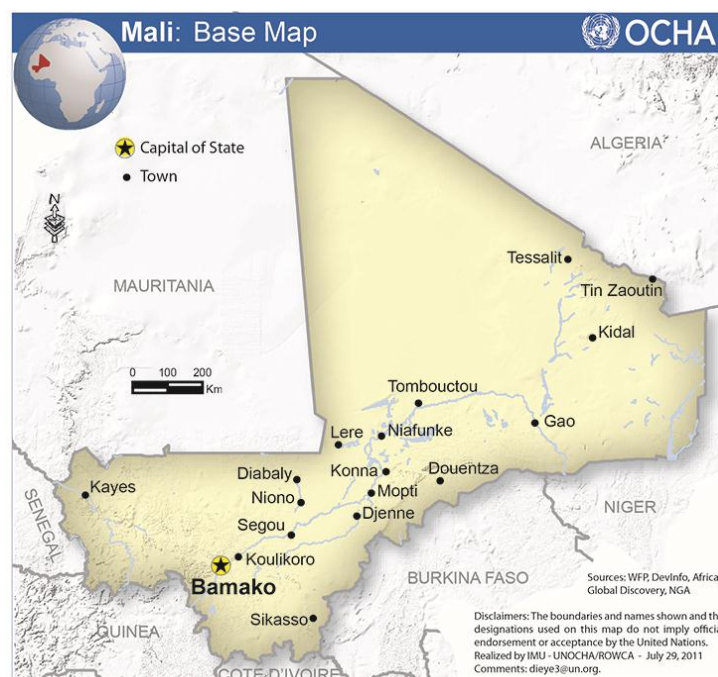 Mali: Base Map
OCHA
ALGERIA
Capital of State
Town
N
Tessalit
Tin Zaoutin
MAURITANIA
Kidal
0 100 200
Km
Tombouctou
Gao
Niafunke
Lere
Konna
Douentza
Diabaly
Kayes
Mopti
Niono
NIGER
Djenne
Segou
SENEGAL
Koulikoro
BURKINA FASO
Bamako
Sources: WFP, DevInfo, Africa
Global Discovery, NGA
Sikasso
GUINEA
Disclaimers: The boundaries and names shown and th
designations used on this map do not imply officia
endorsement or acceptance by the United Nations.
Realized by IMU - UNOCHA/ROWCA - July 29, 2011
Comments: dieye3@un.org.
COTE D'IVOIRE